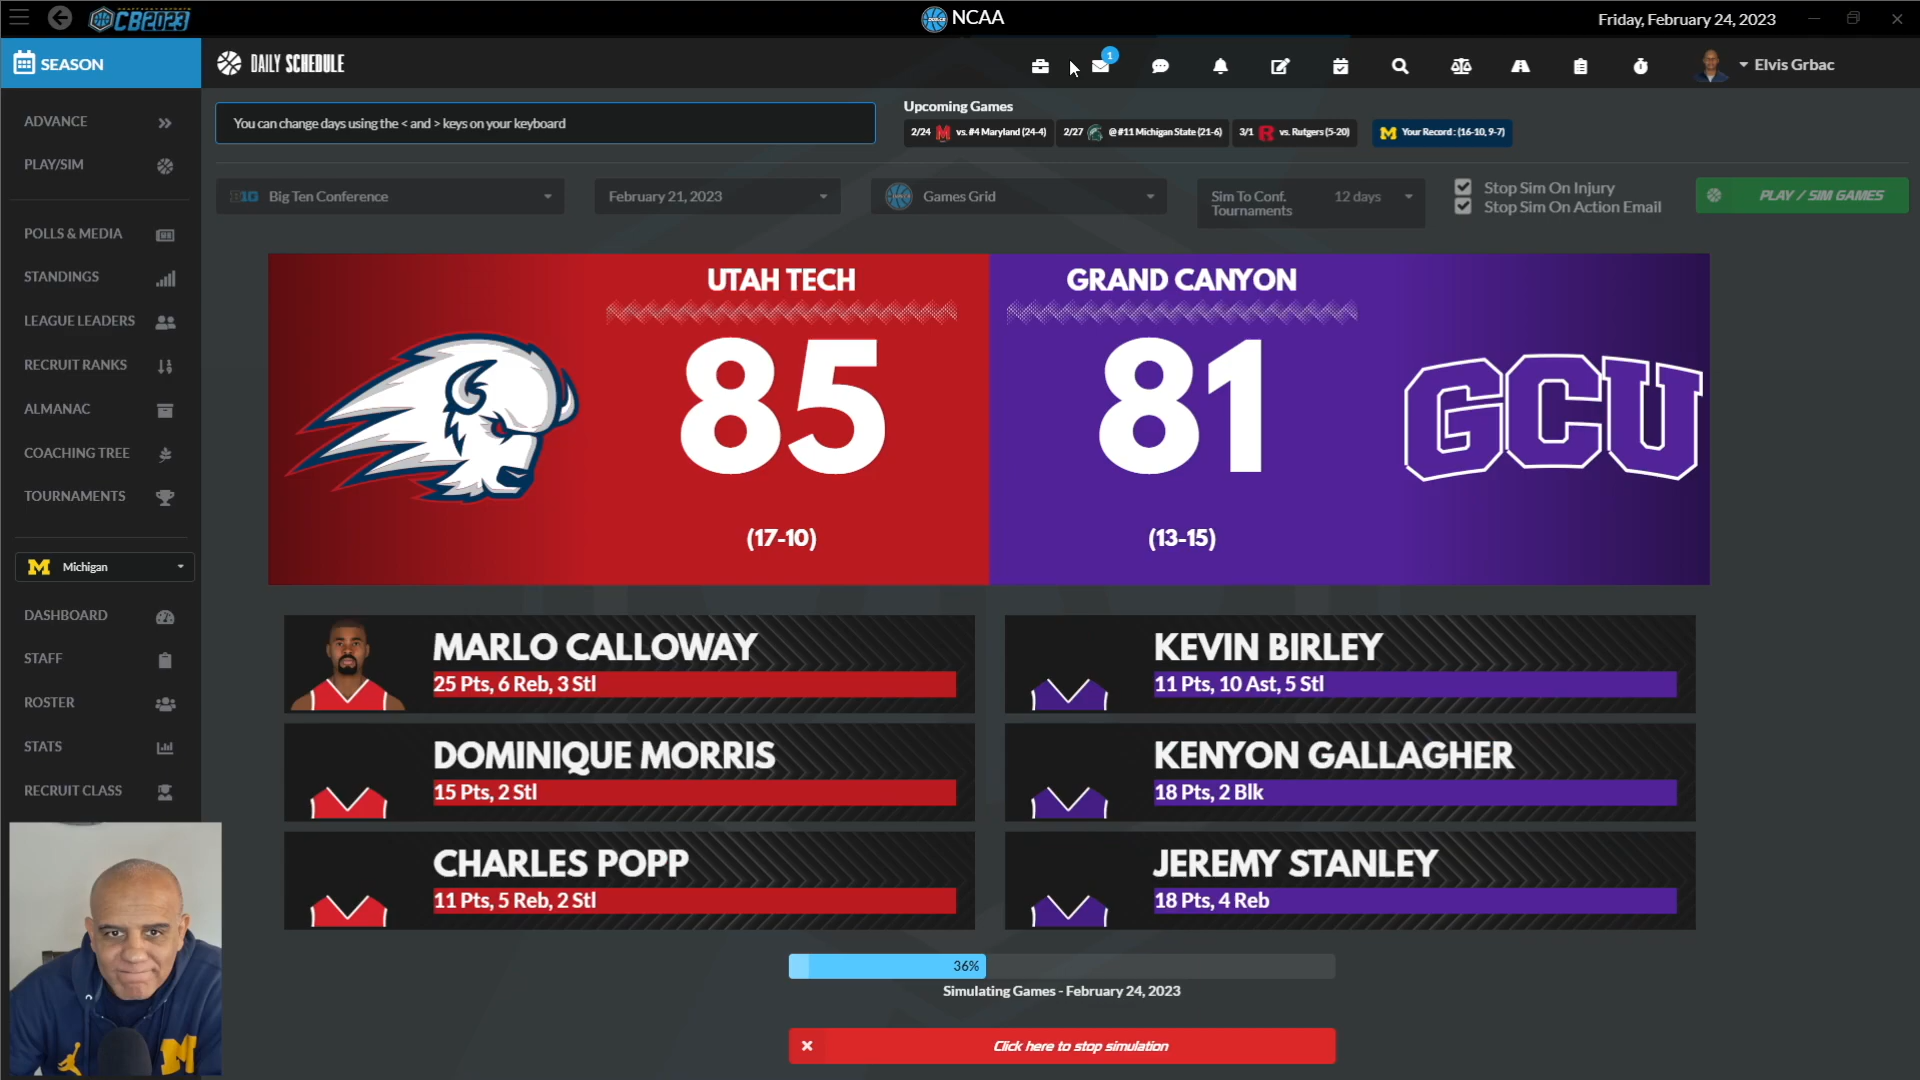 CB2023
NCAA
Friday, February 24, 2023
SEASON
DAILY SCHEDULE
1
Elvis Grbac
ADVANCE
PLAY/SIM
POLLS & MEDIA
STANDINGS
LEAGUE LEADERS
RECRUIT RANKS
ALMANAC
COACHING TREE
TOURNAMENTS
M Michigan
DASHBOARD
STAFF
ROSTER
STATS
RECRUIT CLASS
You can change days using the < and > keys on your keyboard
Upcoming Games
2/24 M vs. #4 Maryland (24-4)
2/27 @ #11 Michigan State (21-6)
3/1 R vs. Rutgers (5-20)
M Your Record : (16-10, 9-7)
B10 Big Ten Conference
February 21, 2023
Games Grid
Sim To Conf. Tournaments 12 days
Stop Sim On Injury
Stop Sim On Action Email
PLAY / SIM GAMES
UTAH TECH
85
(17-10)
GRAND CANYON
81
(13-15)
GCU
MARLO CALLOWAY
25 Pts, 6 Reb, 3 Stl
KEVIN BIRLEY
11 Pts, 10 Ast, 5 Stl
DOMINIQUE MORRIS
15 Pts, 2 Stl
KENYON GALLAGHER
18 Pts, 2 Blk
CHARLES POPP
11 Pts, 5 Reb, 2 Stl
JEREMY STANLEY
18 Pts, 4 Reb
36%
Simulating Games - February 24, 2023
Click here to stop simulation
M